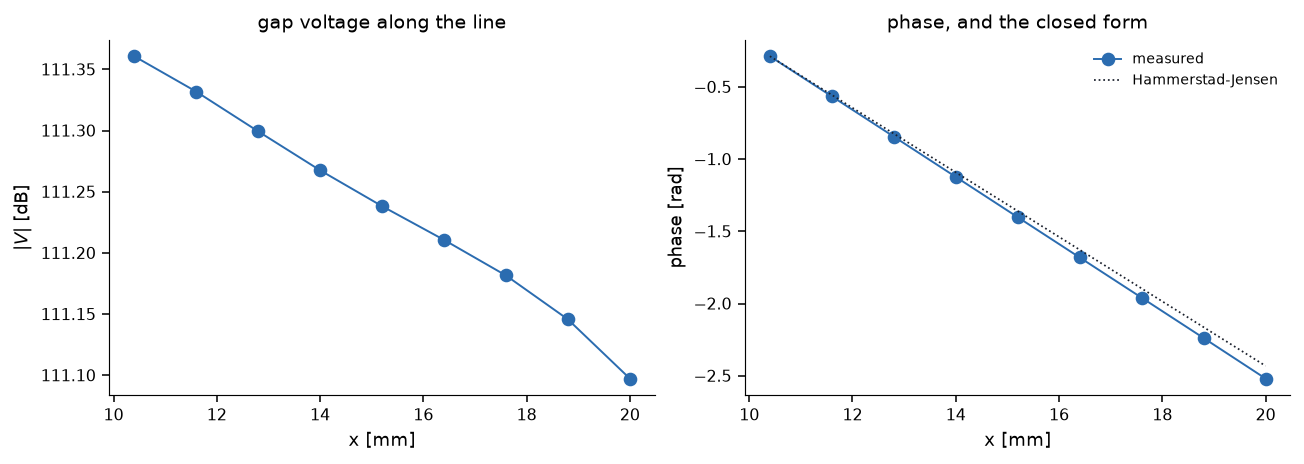 gap voltage along the line
|V| [dB]
111.35
111.30
111.25
111.20
111.15
111.10
10
12
14
16
18
20
x [mm]
phase, and the closed form
measured
Hammerstad-Jensen
phase [rad]
−0.5
−1.0
−1.5
−2.0
−2.5
10
12
14
16
18
20
x [mm]